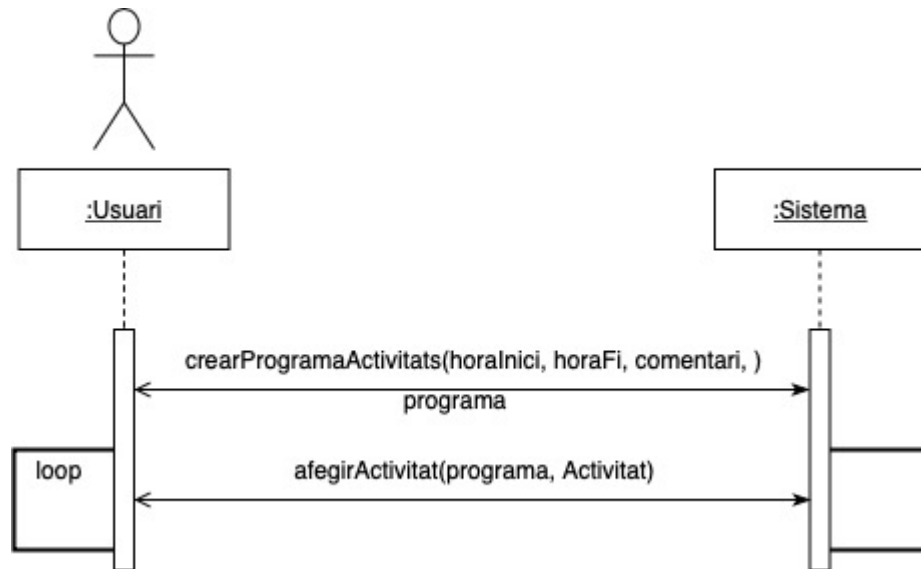 :Usuari
:Sistema
crearProgramaActivitats(horaInici, horaFi, comentari, )
programa
loop
afegirActivitat(programa, Activitat)